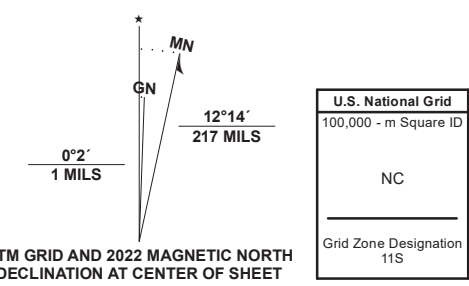 ★
MN
GN
12°14´
217 MILS
0°2´
1 MILS
TM GRID AND 2022 MAGNETIC NORTH
DECLINATION AT CENTER OF SHEET
U.S. National Grid
100,000 - m Square ID
NC
Grid Zone Designation
11S